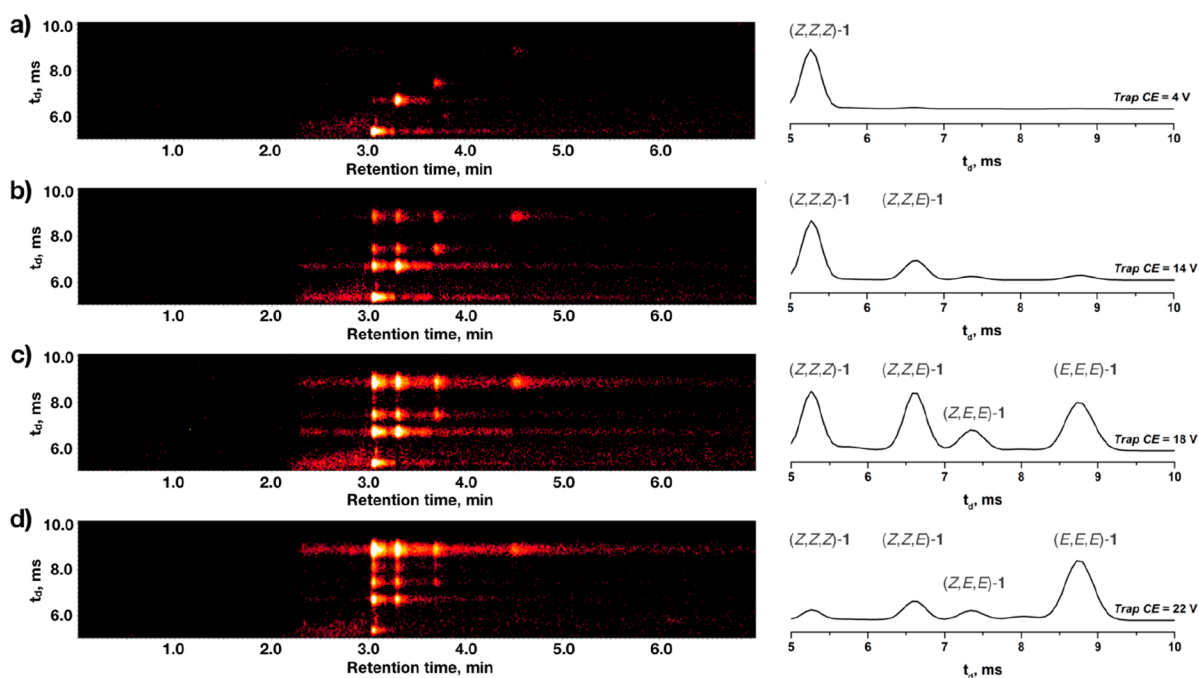 a)
10.0
8.0
6.0
t_d, ms
1.0 2.0 3.0 4.0 5.0 6.0
Retention time, min
(Z,Z,Z)-1
Trap CE = 4 V
5 6 7 8 9 10
t_d, ms
b)
10.0
8.0
6.0
t_d, ms
1.0 2.0 3.0 4.0 5.0 6.0
Retention time, min
(Z,Z,Z)-1 (Z,Z,E)-1
Trap CE = 14 V
5 6 7 8 9 10
t_d, ms
c)
10.0
8.0
6.0
t_d, ms
1.0 2.0 3.0 4.0 5.0 6.0
Retention time, min
(Z,Z,Z)-1 (Z,Z,E)-1 (E,E,E)-1
(Z,E,E)-1
Trap CE = 18 V
5 6 7 8 9 10
t_d, ms
d)
10.0
8.0
6.0
t_d, ms
1.0 2.0 3.0 4.0 5.0 6.0
Retention time, min
(Z,Z,Z)-1 (Z,Z,E)-1 (E,E,E)-1
(Z,E,E)-1
Trap CE = 22 V
5 6 7 8 9 10
t_d, ms